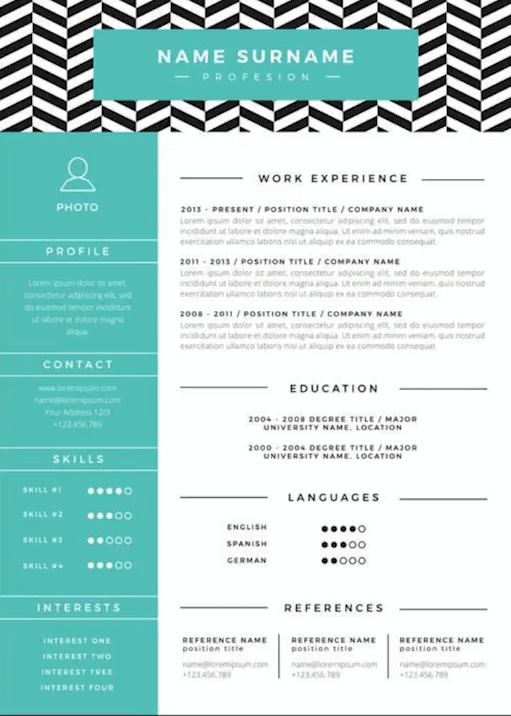 NAME SURNAME
PROFESION
PHOTO
PROFILE
Lorem ipsum dolor sit amet,
consectetur adipiscing elit, sed
do eiusmod tempor incididunt
ut labore et dolore magna
aliqua.
CONTACT
www.loremipsum.com
name@loremipsum.com
Your Address 12/3
+123.456.789
SKILLS
SKILL #1
SKILL #2
SKILL #3
SKILL #4
INTERESTS
INTEREST ONE
INTEREST TWO
INTEREST TREE
INTEREST FOUR
WORK EXPERIENCE
2013 - PRESENT / POSITION TITLE / COMPANY NAME
Lorem ipsum dolor sit amet, consectetur adipiscing elit, sed eiusmod tempor
incididunt ut labore et dolore magna aliqua. Ut enim ad minim veniam, quis nostrud
exercitation ullamco laboris nisi ut aliquip ex ea commodo consequat.
2011 - 2013 / POSITION TITLE / COMPANY NAME
Lorem ipsum dolor sit amet, consectetur adipiscing elit, sed eiusmod tempor
incididunt ut labore et dolore magna aliqua. Ut enim ad minim veniam, quis nostrud
exercitation ullamco laboris nisi ut aliquip ex ea commodo consequat.
2008 - 2011 / POSITION TITLE / COMPANY NAME
Lorem ipsum dolor sit amet, consectetur adipiscing elit, sed eiusmod tempor
incididunt ut labore et dolore magna aliqua. Ut enim ad minim veniam, quis nostrud
exercitation ullamco laboris nisi ut aliquip ex ea commodo consequat.
EDUCATION
2004 - 2008 DEGREE TITLE / MAJOR
UNIVERSITY NAME, LOCATION
2000 - 2004 DEGREE TITLE / MAJOR
UNIVERSITY NAME, LOCATION
LANGUAGES
ENGLISH
SPANISH
GERMAN
REFERENCES
REFERENCE NAME
position title
name@loremipsum.com
+123.456.789
REFERENCE NAME
position title
name@loremipsum.com
+123.456.789
REFERENCE NAME
position title
name@loremipsum.com
+123.456.789